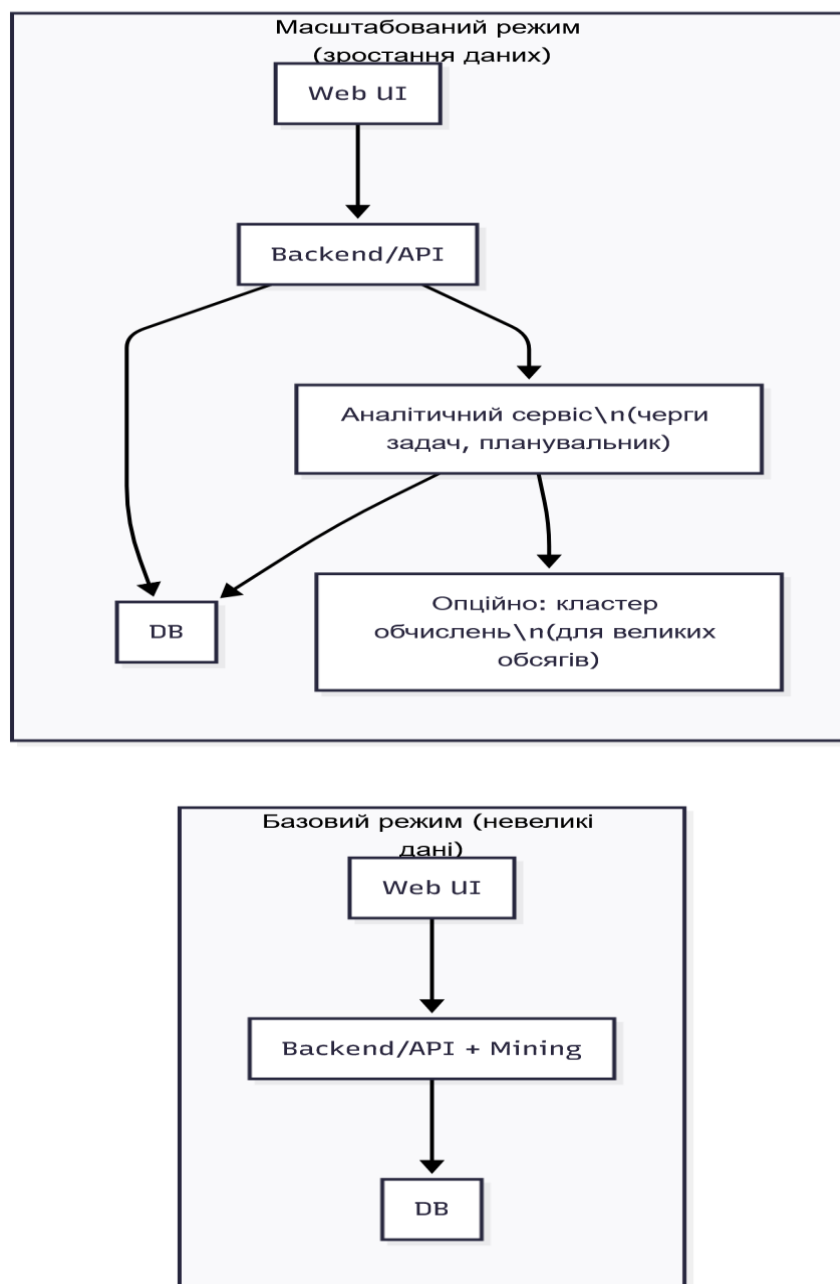 Масштабований режим
(зростання даних)
Web UI
Backend/API
Аналітичний сервіс\n(черги
задач, планувальник)
DB
Опційно: кластер
обчислень\n(для великих
обсягів)
Базовий режим (невеликі
дані)
Web UI
Backend/API + Mining
DB